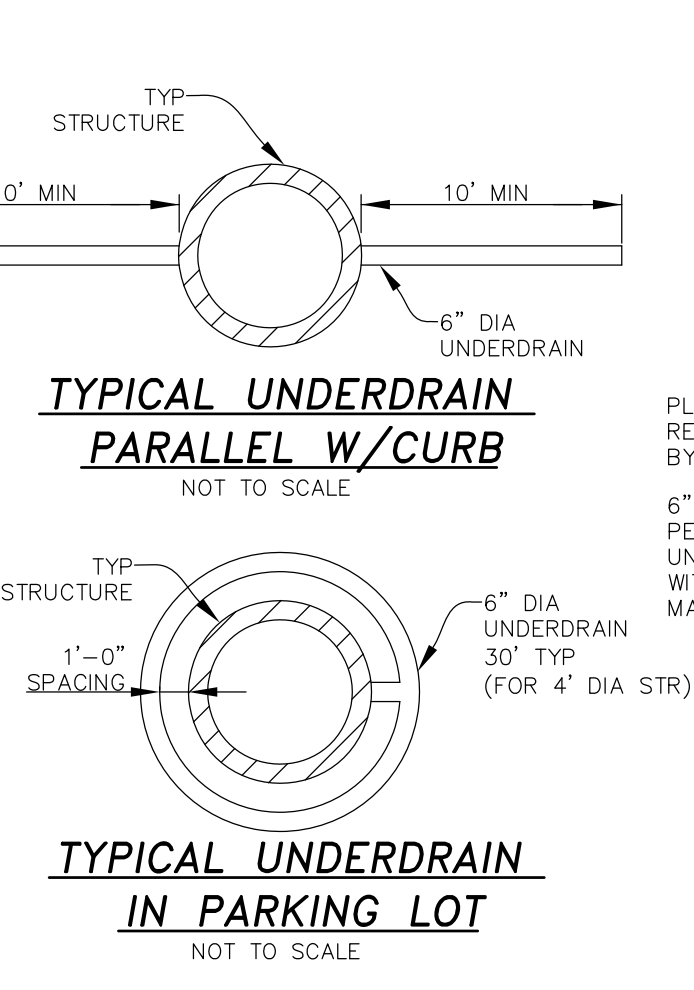 TYP
STRUCTURE
0' MIN
10' MIN
6" DIA
UNDERDRAIN
TYPICAL UNDERDRAIN
PARALLEL W/CURB
NOT TO SCALE
PL
RE
BY
6"
PE
UN
WI
MA
TYP
STRUCTURE
1'-0"
SPACING
6" DIA
UNDERDRAIN
30' TYP
(FOR 4' DIA STR)
TYPICAL UNDERDRAIN
IN PARKING LOT
NOT TO SCALE